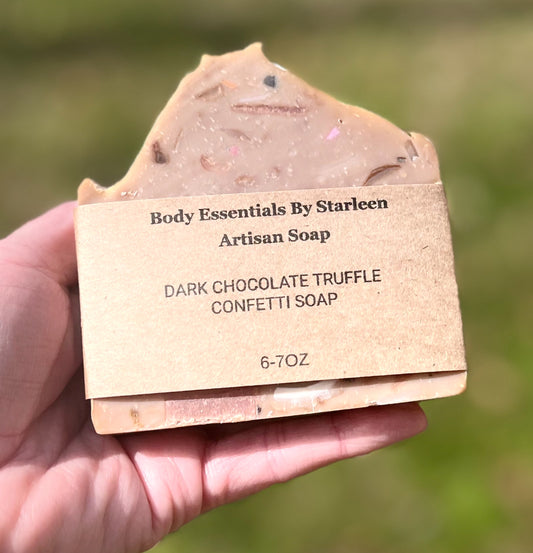 Body Essentials By Starleen
Artisan Soap
DARK CHOCOLATE TRUFFLE
CONFETTI SOAP
6-7OZ